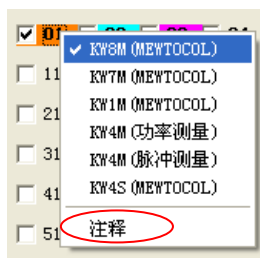 01
KW8M (MEWTOCOL)
KW7M (MEWTOCOL)
11
KW1M (MEWTOCOL)
21
KW4M (功率测量)
31
KW4M (脉冲测量)
41
KW4S (MEWTOCOL)
51
注释